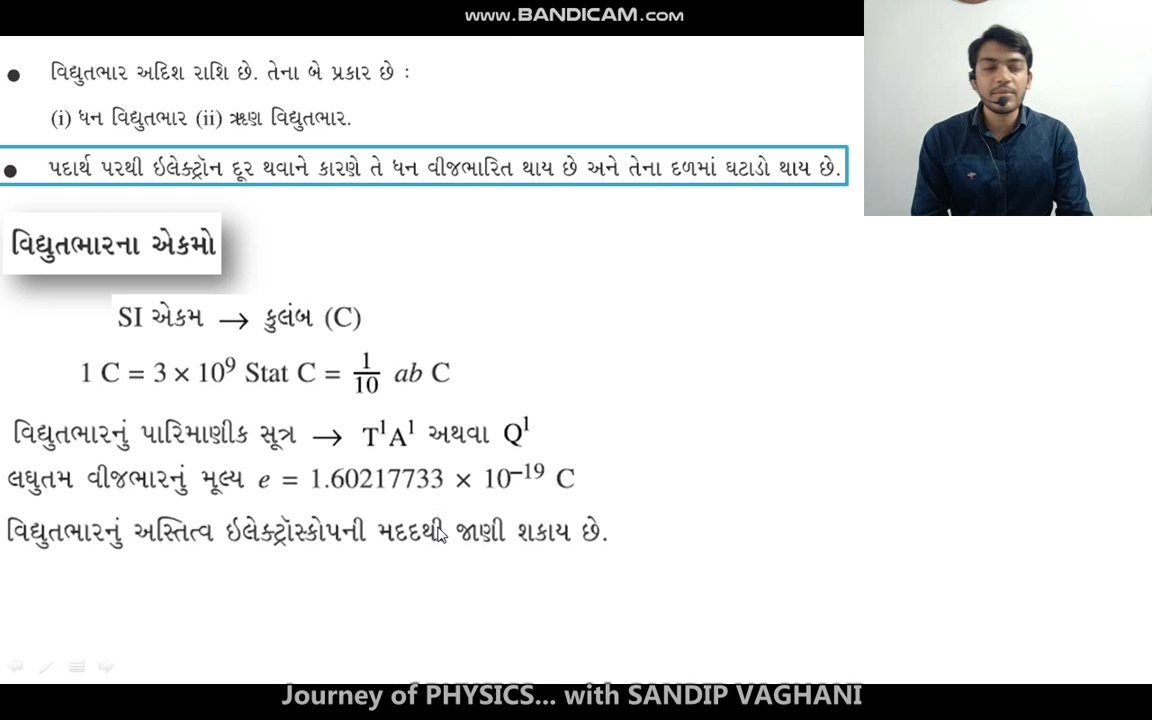 www.BANDICAM.com
● વિદ્યુતભાર અદિશ રાશિ છે. તેના બે પ્રકાર છે :
(i) ધન વિદ્યુતભાર (ii) ઋણ વિદ્યુતભાર.
● પદાર્થ પરથી ઇલેક્ટ્રૉન દૂર થવાને કારણે તે ધન વીજભારિત થાય છે અને તેના દળમાં ઘટાડો થાય છે.
વિદ્યુતભારના એકમો
SI એકમ → કુલંબ (C)
1 C = 3 × 10⁹ Stat C = 1/10 ab C
વિદ્યુતભારનું પારિમાણીક સૂત્ર → T¹A¹ અથવા Q¹
લઘુતમ વીજભારનું મૂલ્ય e = 1.60217733 × 10⁻¹⁹ C
વિદ્યુતભારનું અસ્તિત્વ ઇલેક્ટ્રૉસ્કોપની મદદથી જાણી શકાય છે.
Journey of PHYSICS... with SANDIP VAGHANI